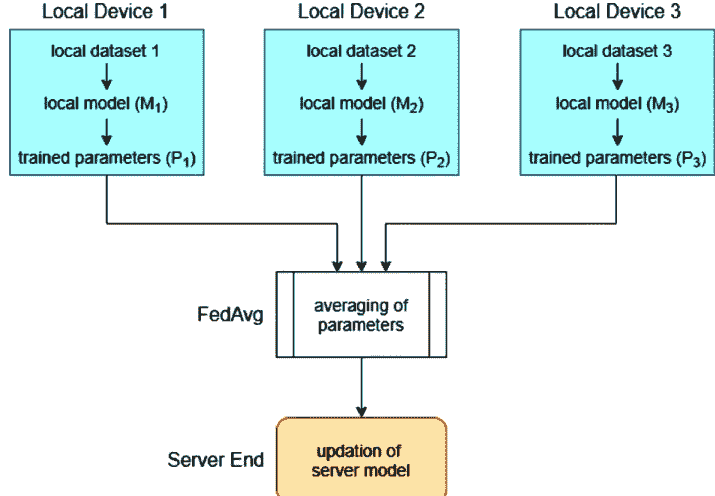 Local Device 1
Local Device 2
Local Device 3
local dataset 1
local dataset 2
local dataset 3
local model (M1)
local model (M2)
local model (M3)
trained parameters (P1)
trained parameters (P2)
trained parameters (P3)
FedAvg
averaging of
parameters
Server End
updation of
server model